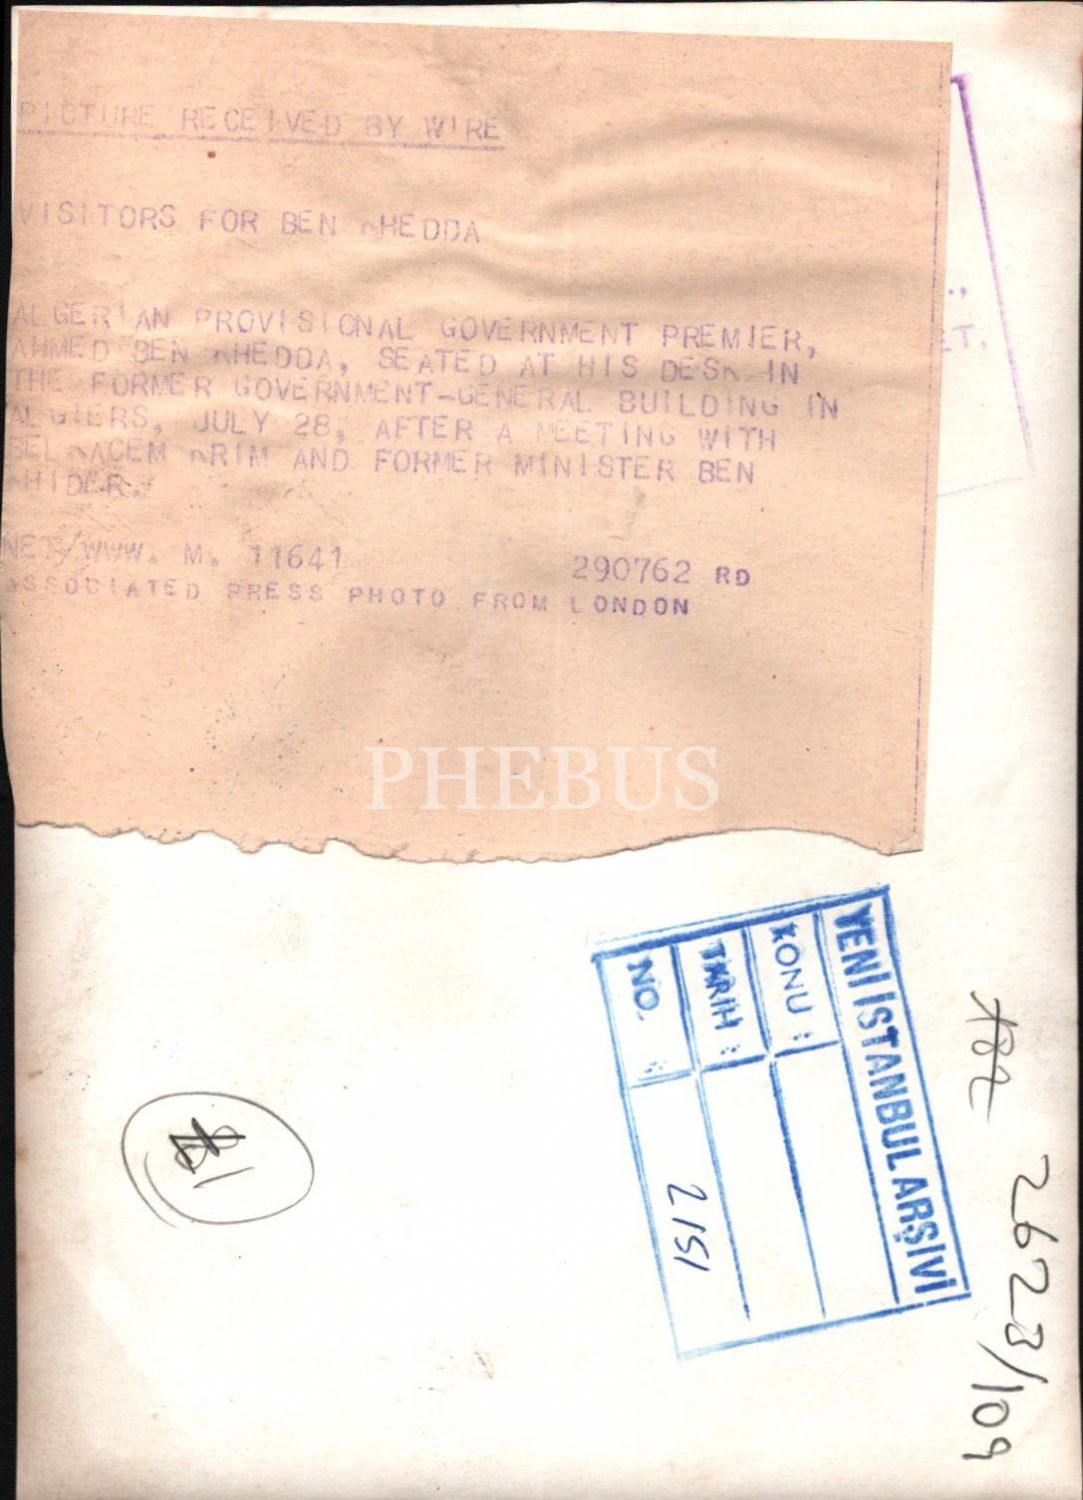 PICTURE RECEIVED BY WIRE
VISITORS FOR BEN KHEDDA
ALGERIAN PROVISIONAL GOVERNMENT PREMIER,
AHMED BEN KHEDDA, SEATED AT HIS DESK IN
THE FORMER GOVERNMENT-GENERAL BUILDING IN
ALGIERS, JULY 28, AFTER A MEETING WITH
BELKACEM KRIM AND FORMER MINISTER BEN
KHIDER.
NET/WWW. M. 11641 290762 RD
ASSOCIATED PRESS PHOTO FROM LONDON
ET.
PHEBUS
YENİ İSTANBUL ARŞİVİ
KONU :
TARİH :
NO. : 2151
2623/109